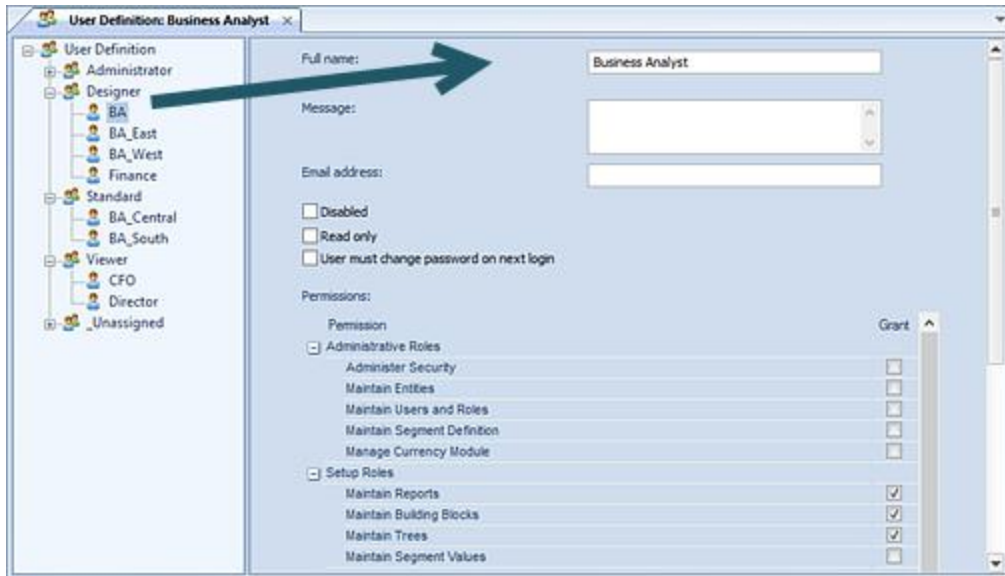 User Definition: Business Analyst
User Definition
Administrator
Designer
BA
BA_East
BA_West
Finance
Standard
BA_Central
BA_South
Viewer
CFO
Director
_Unassigned
Full name: Business Analyst
Message:
Email address:
Disabled
Read only
User must change password on next login
Permissions:
Permission Grant
Administrative Roles
Administer Security
Maintain Entities
Maintain Users and Roles
Maintain Segment Definition
Manage Currency Module
Setup Roles
Maintain Reports
Maintain Building Blocks
Maintain Trees
Maintain Segment Values